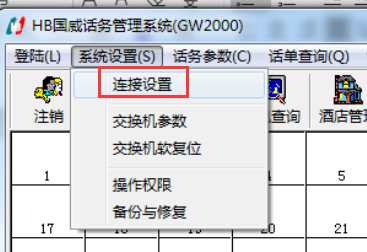 HB国威话务管理系统(GW2000)
登陆(L) 系统设置(S) 话务参数(C) 话单查询(Q)
连接设置
交换机参数
交换机软复位
操作权限
备份与修复
注销 查询 酒店管
1 4 5
17 18 19 20 21